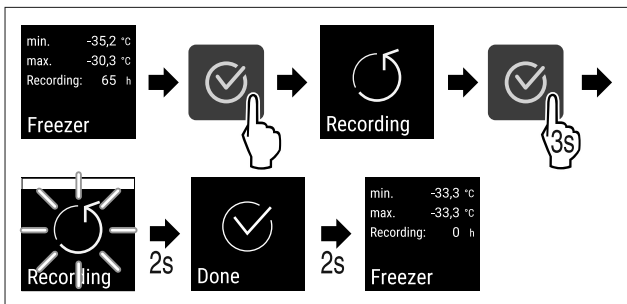 min. -35,2 °C
max. -30,3 °C
Recording: 65 h
Freezer
Recording
3s
Recording
2s
Done
2s
min. -33,3 °C
max. -33,3 °C
Recording: 0 h
Freezer